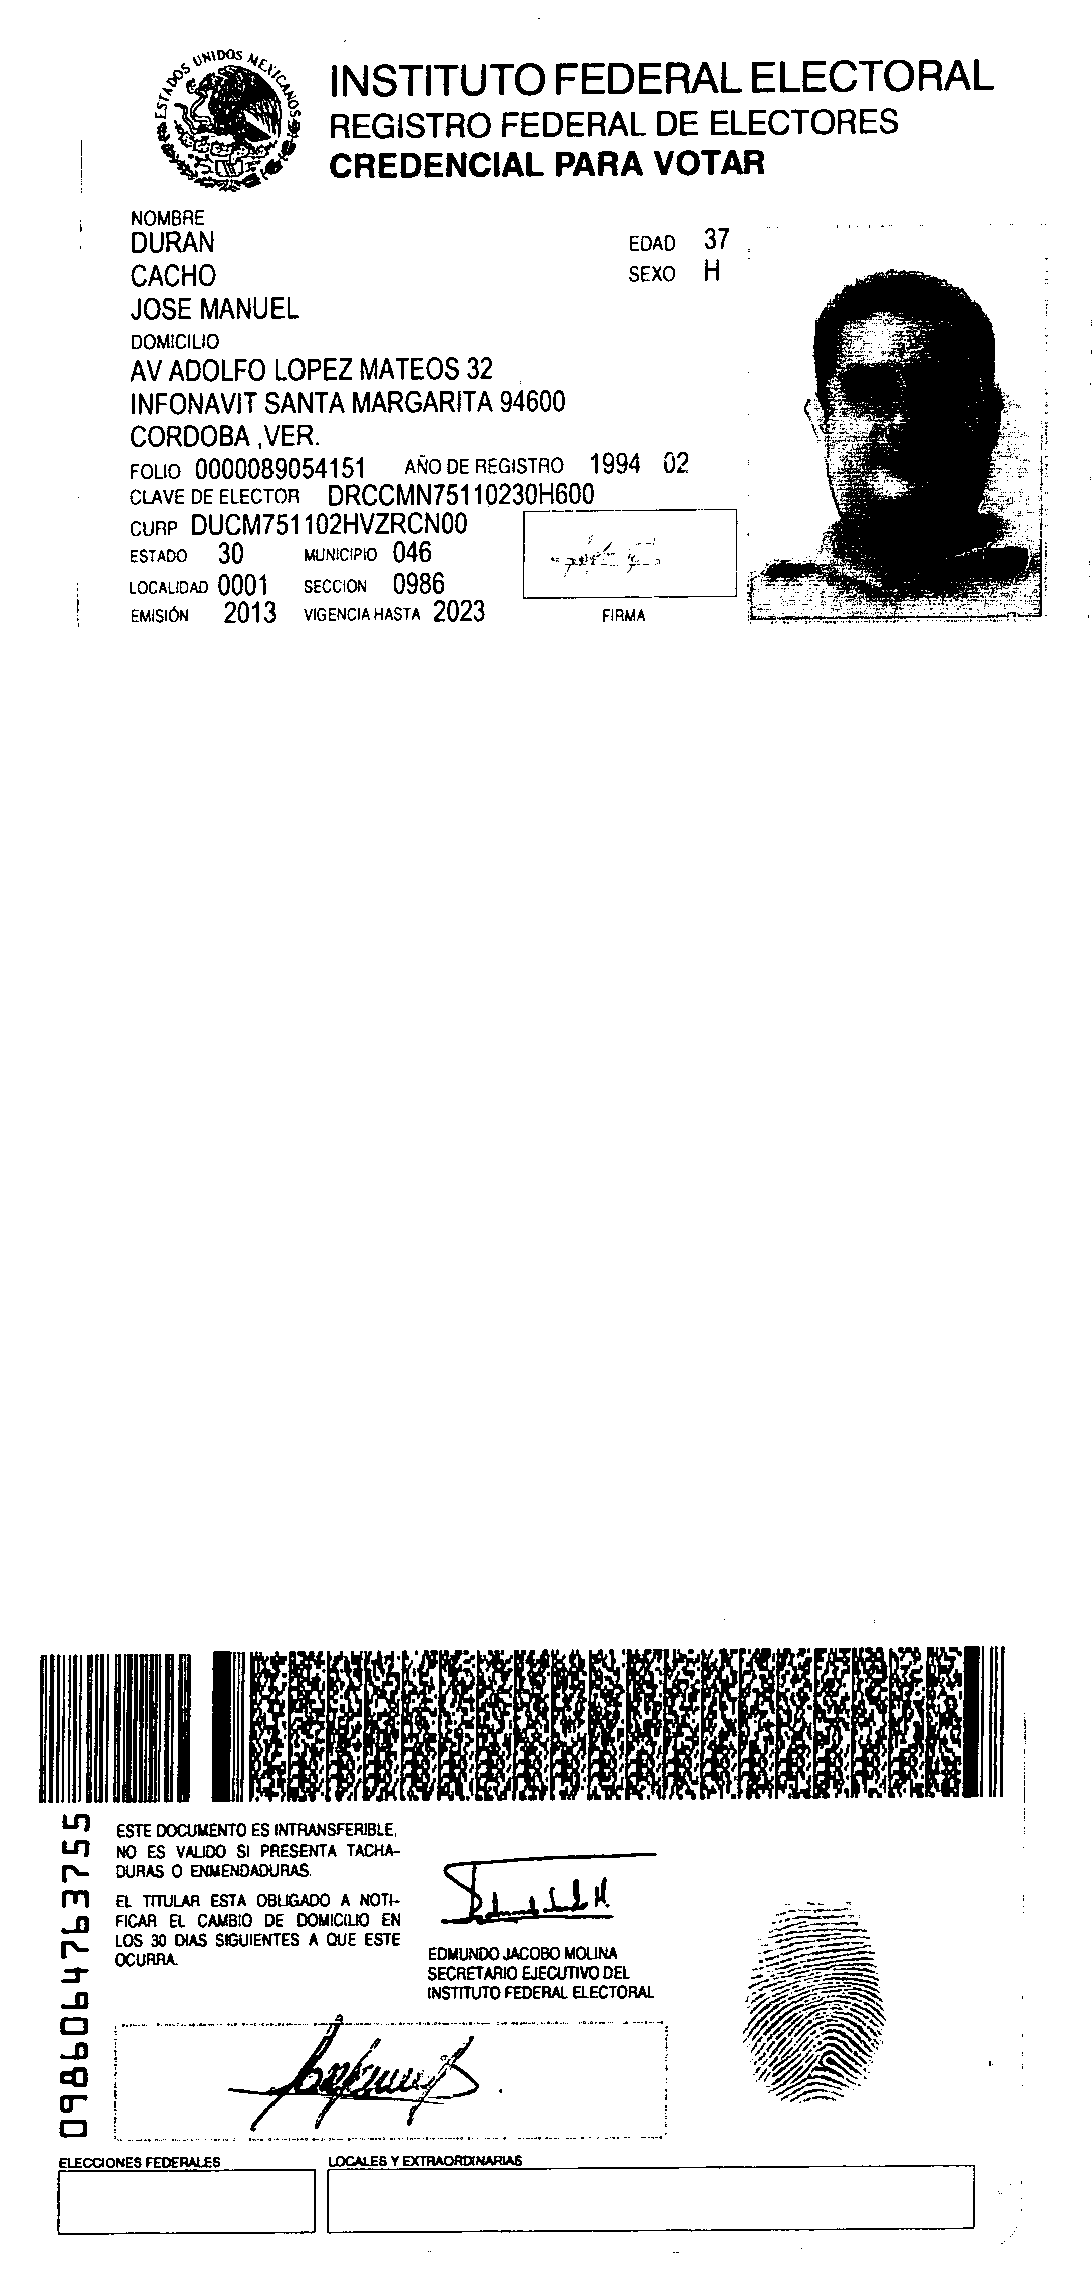 ESTADOS UNIDOS MEXICANOS
INSTITUTO FEDERAL ELECTORAL
REGISTRO FEDERAL DE ELECTORES
CREDENCIAL PARA VOTAR
NOMBRE
DURAN
EDAD 37
CACHO
SEXO H
JOSE MANUEL
DOMICILIO
AV ADOLFO LOPEZ MATEOS 32
INFONAVIT SANTA MARGARITA 94600
CORDOBA ,VER.
FOLIO 0000089054151 AÑO DE REGISTRO 1994 02
CLAVE DE ELECTOR DRCCMN75110230H600
CURP DUCM751102HVZRCN00
ESTADO 30 MUNICIPIO 046
LOCALIDAD 0001 SECCION 0986
EMISIÓN 2013 VIGENCIA HASTA 2023
FIRMA
0986064763755
ESTE DOCUMENTO ES INTRANSFERIBLE,
NO ES VALIDO SI PRESENTA TACHA-
DURAS O ENMENDADURAS.
EL TITULAR ESTA OBLIGADO A NOTI-
FICAR EL CAMBIO DE DOMICILIO EN
LOS 30 DIAS SIGUIENTES A QUE ESTE
OCURRA.
EDMUNDO JACOBO MOLINA
SECRETARIO EJECUTIVO DEL
INSTITUTO FEDERAL ELECTORAL
ELECCIONES FEDERALES
LOCALES Y EXTRAORDINARIAS